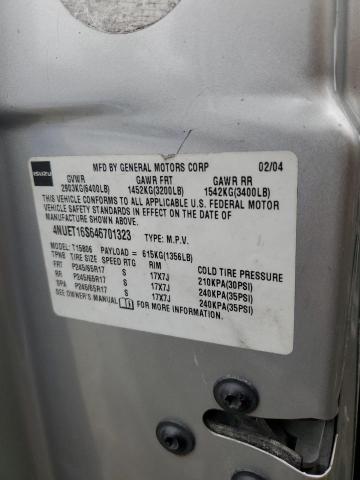 ISUZU
MFD BY GENERAL MOTORS CORP 02/04
GVWR GAWR FRT GAWR RR
2903KG(6400LB) 1452KG(3200LB) 1542KG(3400LB)
THIS VEHICLE CONFORMS TO ALL APPLICABLE U.S. FEDERAL MOTOR
VEHICLE SAFETY STANDARDS IN EFFECT ON THE DATE OF
MANUFACTURE SHOWN ABOVE.
4NUET16S646701323 TYPE: M.P.V.
TPNB T15806 PAYLOAD = 615KG(1356LB)
TIRE SIZE SPEED RTG RIM COLD TIRE PRESSURE
FRT P245/65R17 S 17X7J 210KPA(30PSI)
RR P245/65R17 S 17X7J 240KPA(35PSI)
SPA P245/65R17 S 17X7J 240KPA(35PSI)
SEE OWNER'S MANUAL FOR MORE INFORMATION.